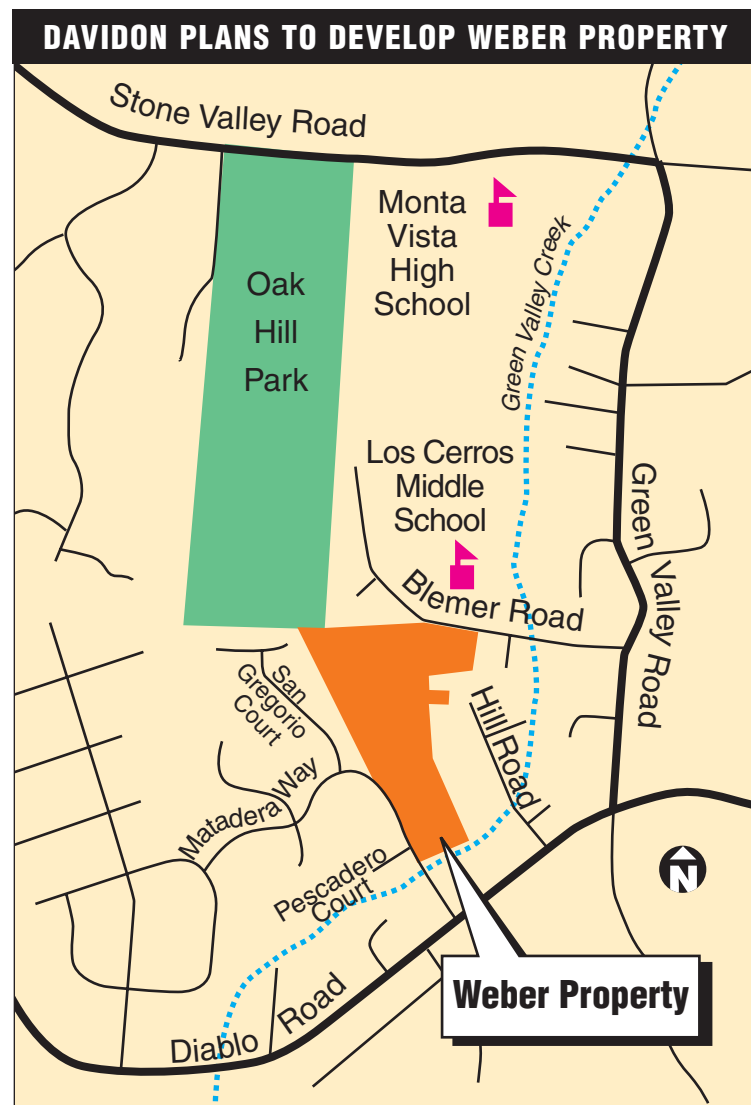 DAVIDON PLANS TO DEVELOP WEBER PROPERTY
Stone Valley Road
Monta
Vista
High
School
Oak
Hill
Park
Green Valley Creek
Los Cerros
Middle
School
Green Valley Road
Blemer Road
San
Gregorio
Court
Hill Road
Matadera Way
Pescadero
Court
N
Weber Property
Diablo Road